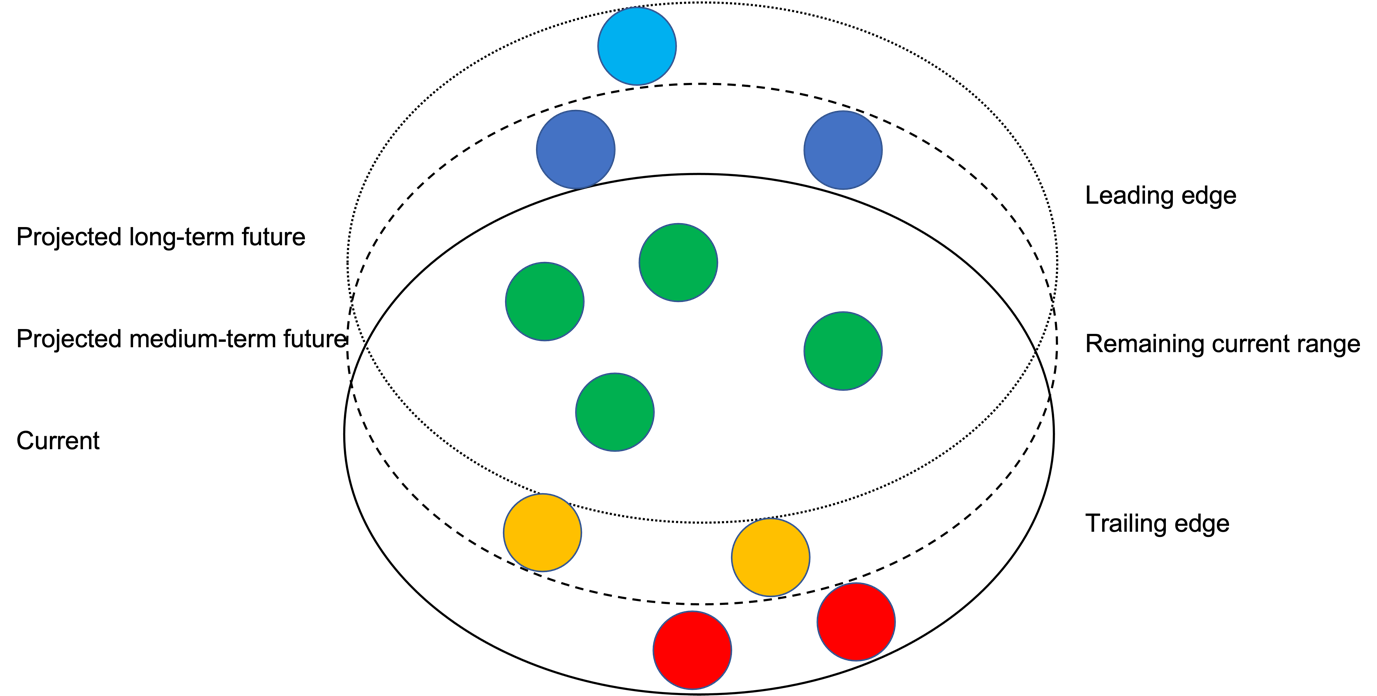 Projected long-term future
Projected medium-term future
Current
Leading edge
Remaining current range
Trailing edge